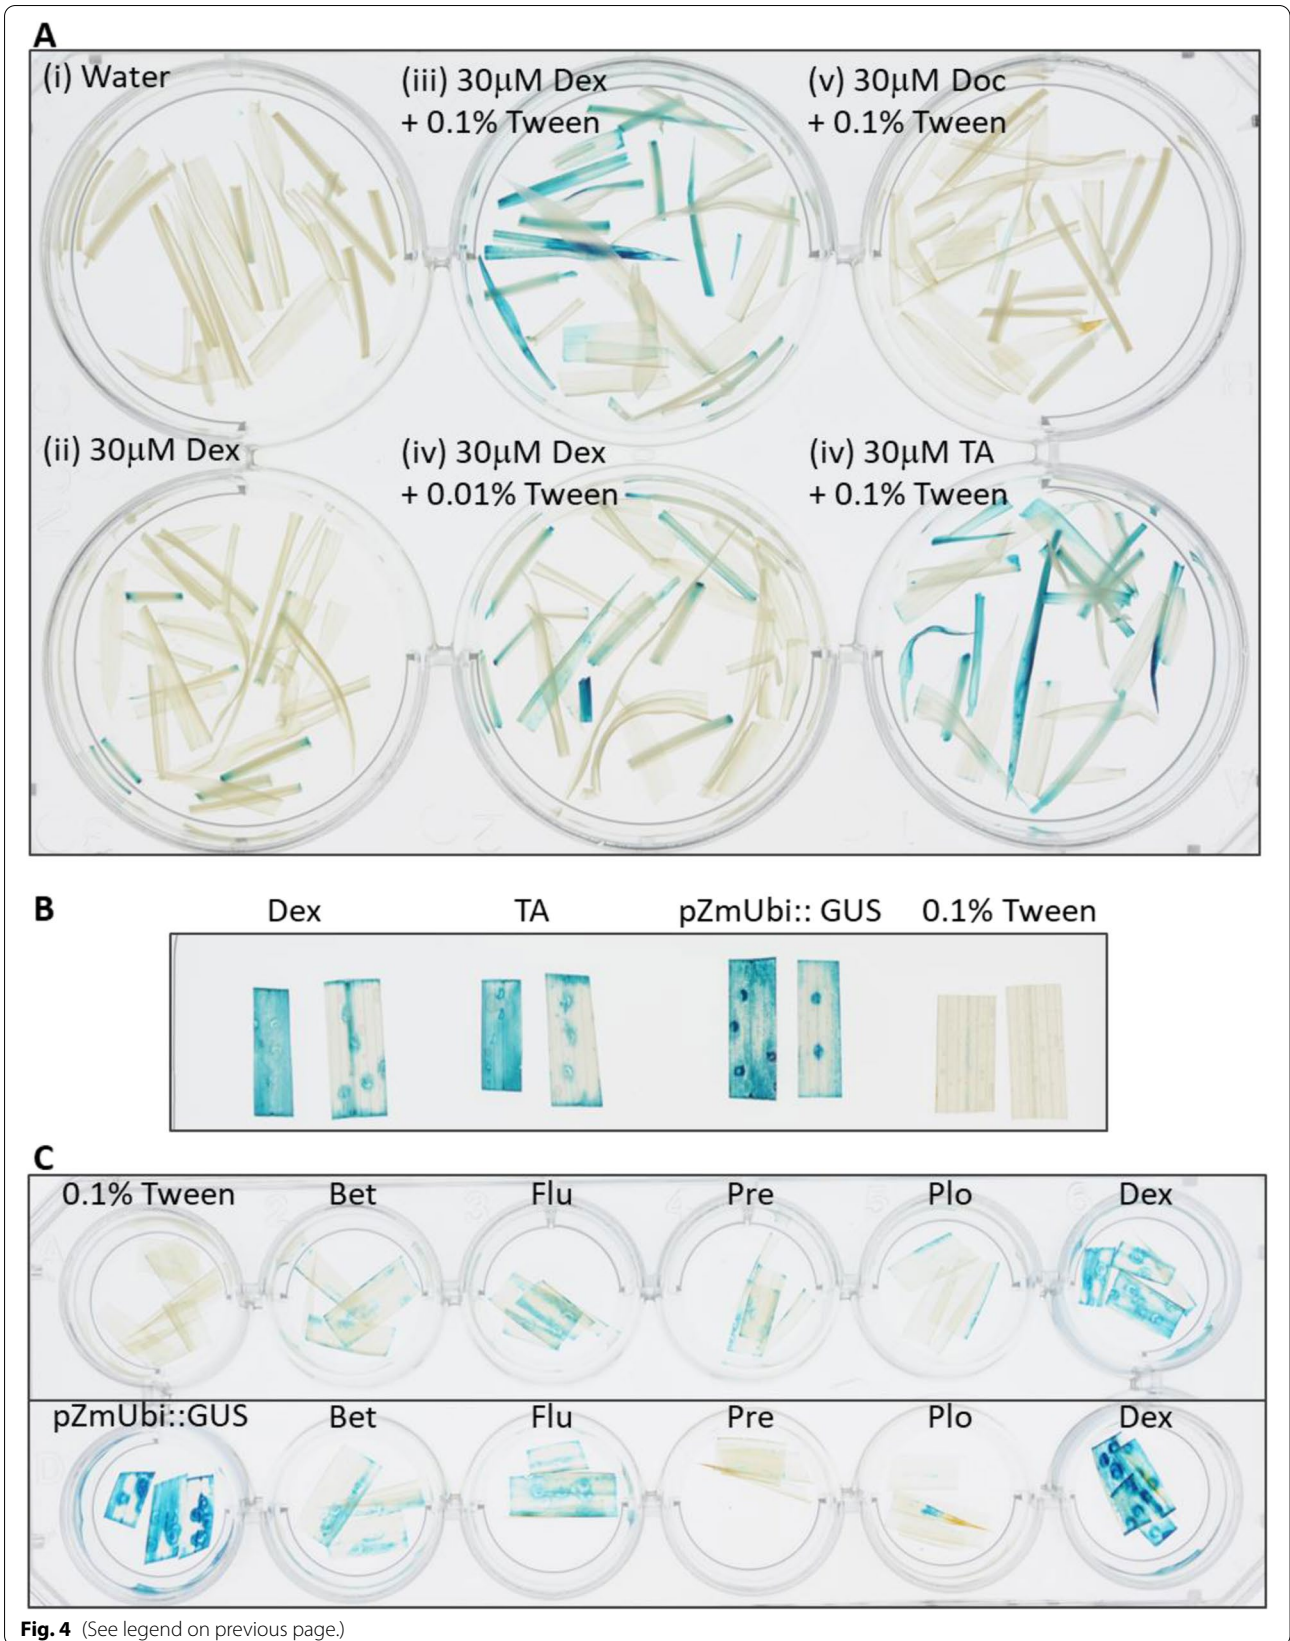 A
(i) Water
(iii) 30μM Dex
+ 0.1% Tween
(v) 30μM Doc
+ 0.1% Tween
(ii) 30μM Dex
(iv) 30μM Dex
+ 0.01% Tween
(iv) 30μM TA
+ 0.1% Tween
B
Dex TA pZmUbi:: GUS 0.1% Tween
C
0.1% Tween Bet Flu Pre Plo Dex
pZmUbi::GUS Bet Flu Pre Plo Dex
Fig. 4 (See legend on previous page.)